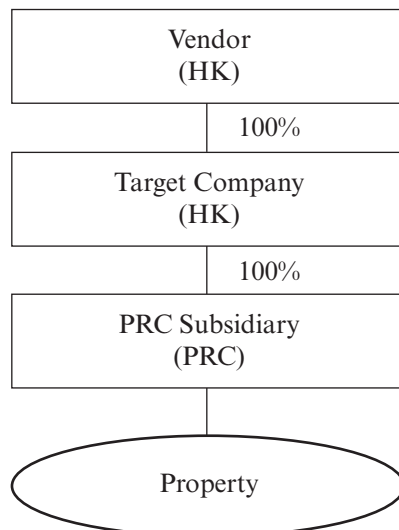 Vendor
(HK)
100%
Target Company
(HK)
100%
PRC Subsidiary
(PRC)
Property